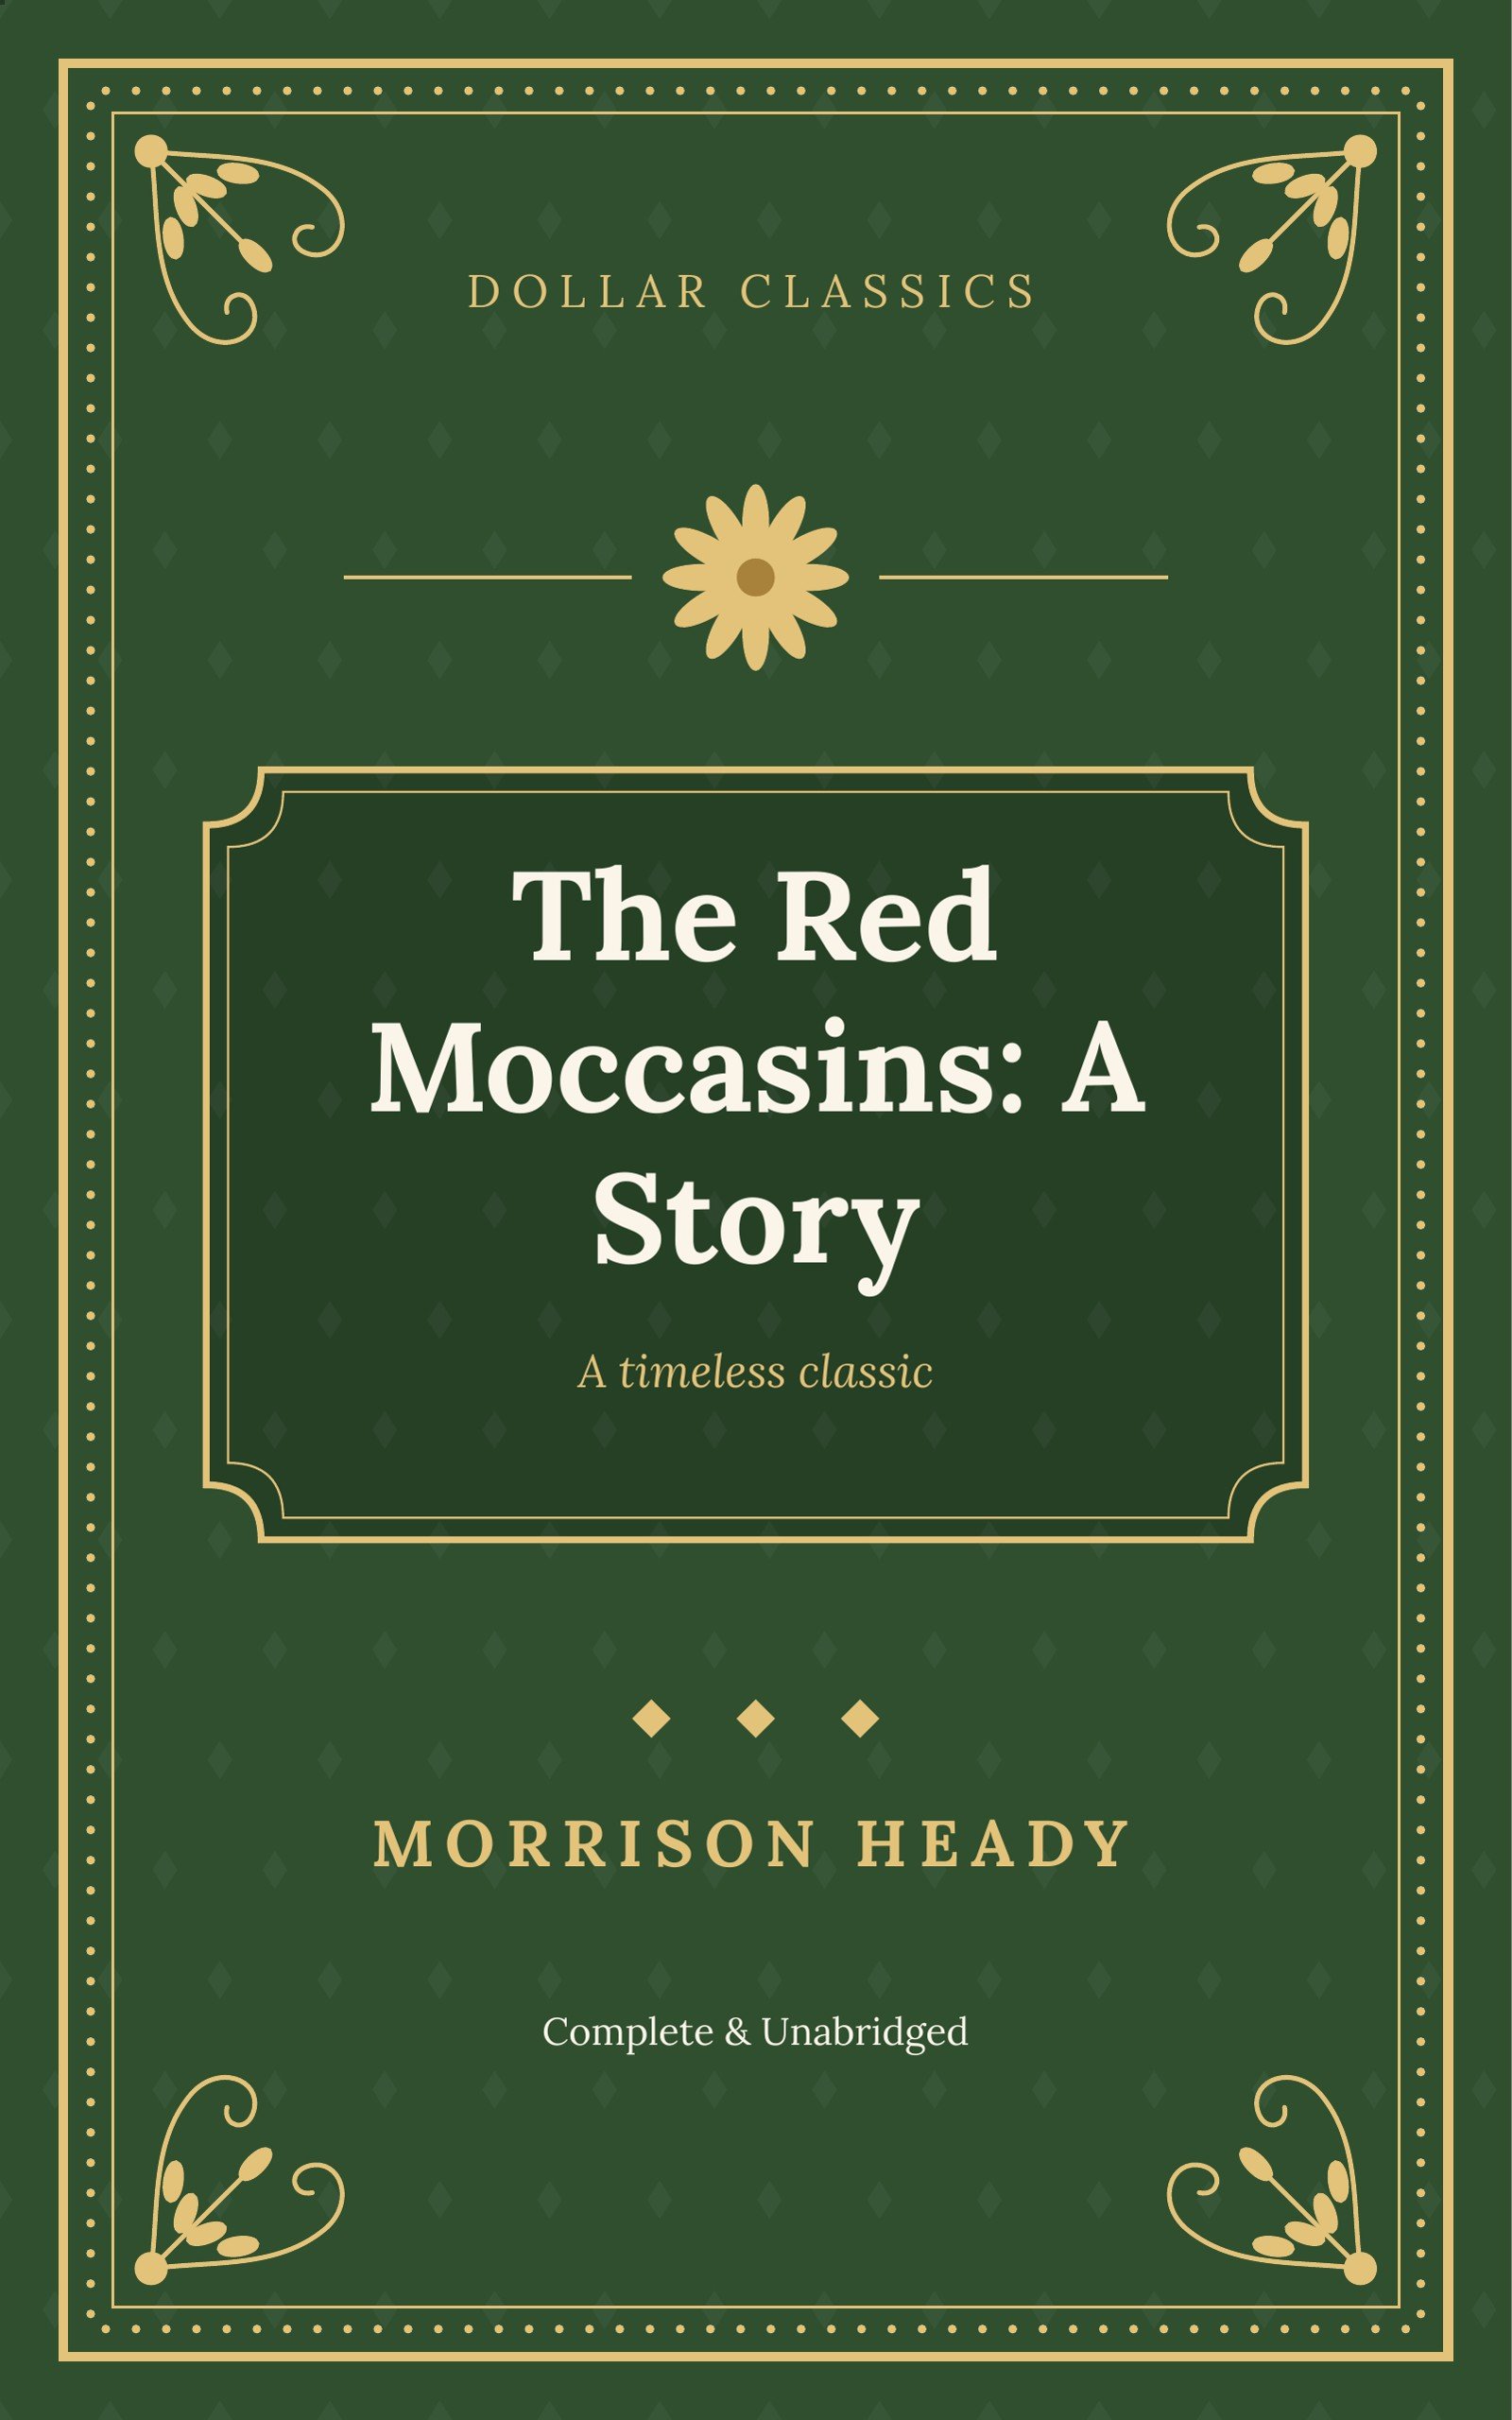 DOLLAR CLASSICS
The Red
Moccasins: A
Story
A timeless classic
MORRISON HEADY
Complete & Unabridged